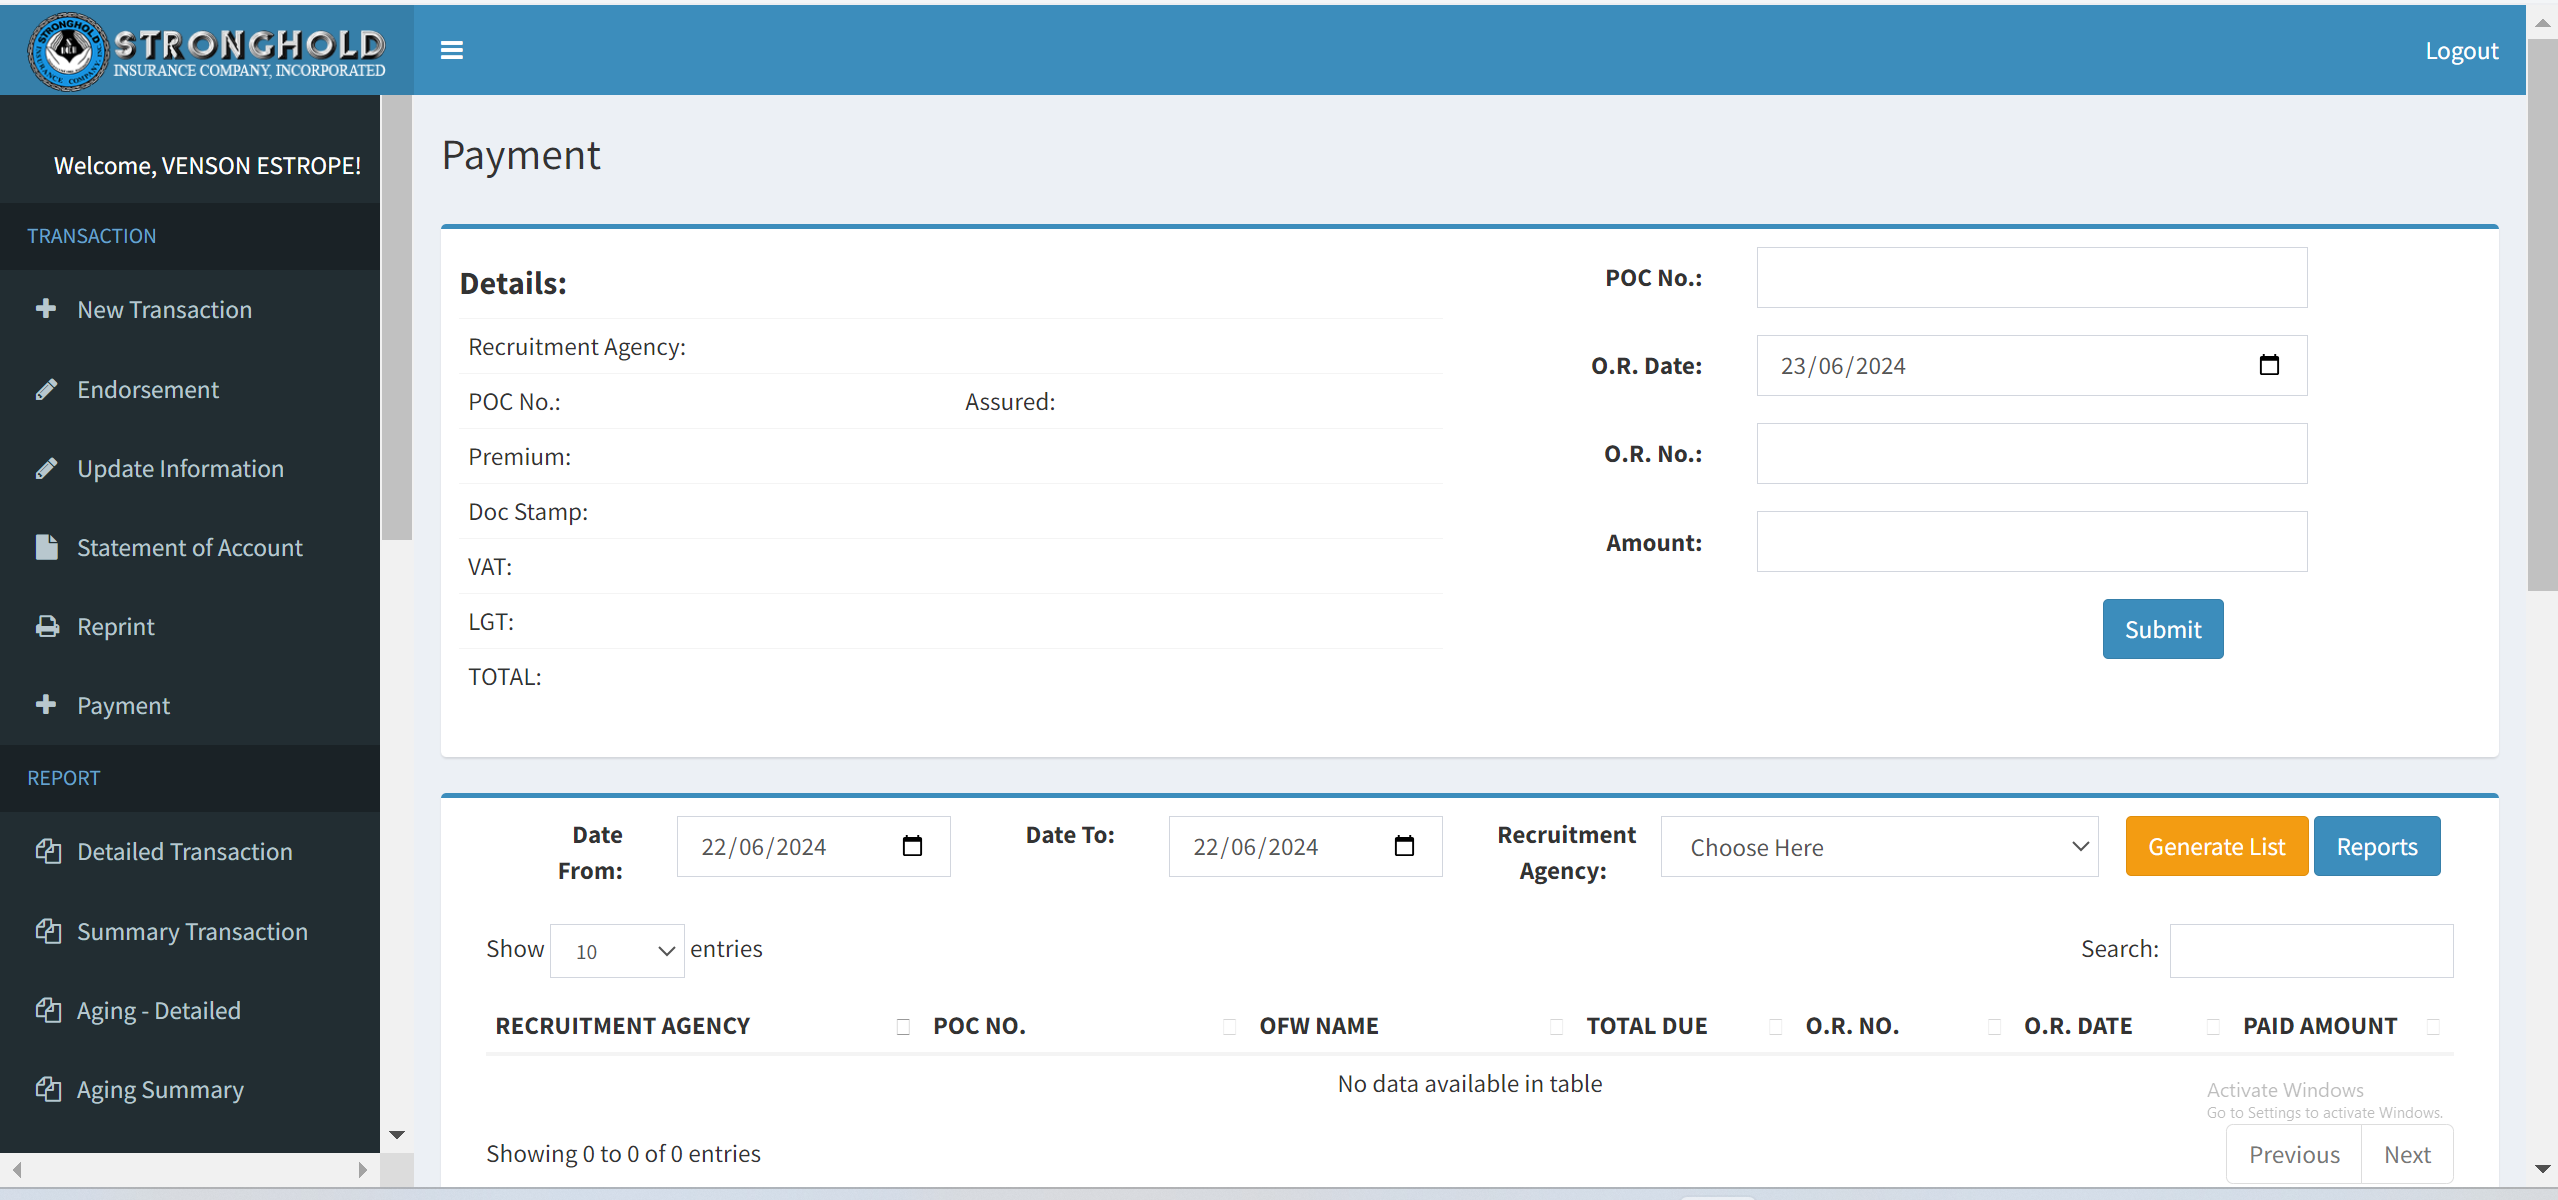 STRONGHOLD
INSURANCE COMPANY, INCORPORATED
Logout
Welcome, VENSON ESTROPE!
TRANSACTION
New Transaction
Endorsement
Update Information
Statement of Account
Reprint
Payment
REPORT
Detailed Transaction
Summary Transaction
Aging - Detailed
Aging Summary
Payment
Details:
Recruitment Agency:
POC No.: Assured:
Premium:
Doc Stamp:
VAT:
LGT:
TOTAL:
POC No.:
O.R. Date: 23/06/2024
O.R. No.:
Amount:
Submit
Date From: 22/06/2024 Date To: 22/06/2024 Recruitment Agency: Choose Here Generate List Reports
Show 10 entries Search:
RECRUITMENT AGENCY POC NO. OFW NAME TOTAL DUE O.R. NO. O.R. DATE PAID AMOUNT
No data available in table
Activate Windows
Go to Settings to activate Windows.
Showing 0 to 0 of 0 entries Previous Next